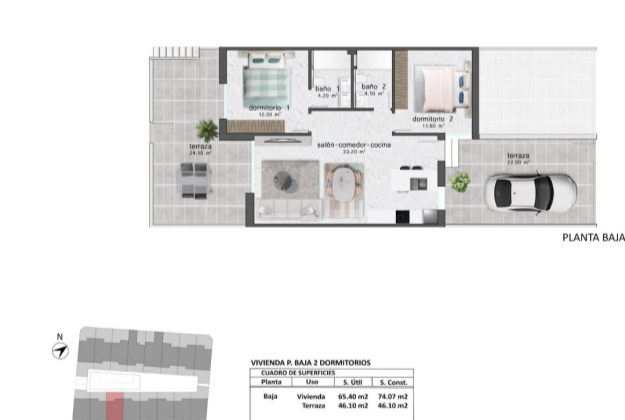 baño 1
4.20 m²
baño 2
4.10 m²
dormitorio 1
12.30 m²
dormitorio 2
terraza
24.10 m²
salón-comedor-cocina
33.20 m²
terraza
22.00 m²
PLANTA BAJA
N
VIVIENDA P. BAJA 2 DORMITORIOS
CUADRO DE SUPERFICIES
Planta Uso S. Útil S. Const.
Baja Vivienda 65.40 m2 74.07 m2
Terraza 46.10 m2 46.10 m2